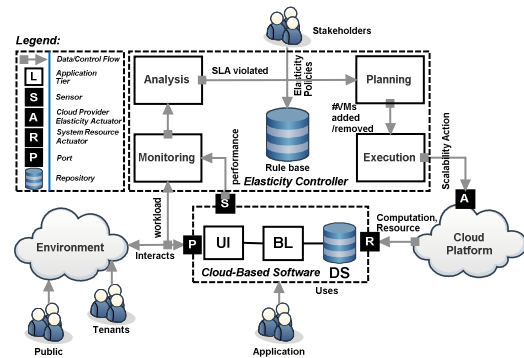 Stakeholders
Legend:
Data/Control Flow
L
Application
Tier
S
Sensor
A
Cloud Provider
Elasticity Actuator
R
System Resource
Actuator
P
Port
Repository
Analysis
SLA violated
Elasticity
Policies
Planning
#VMs
added
/removed
Rule base
Monitoring
performance
Execution
Elasticity Controller
Scalability Action
workload
S
A
Environment
Interacts
P
UI
BL
DS
R
Computation,
Resource
Cloud
Platform
Cloud-Based Software
Uses
Tenants
Public
Application